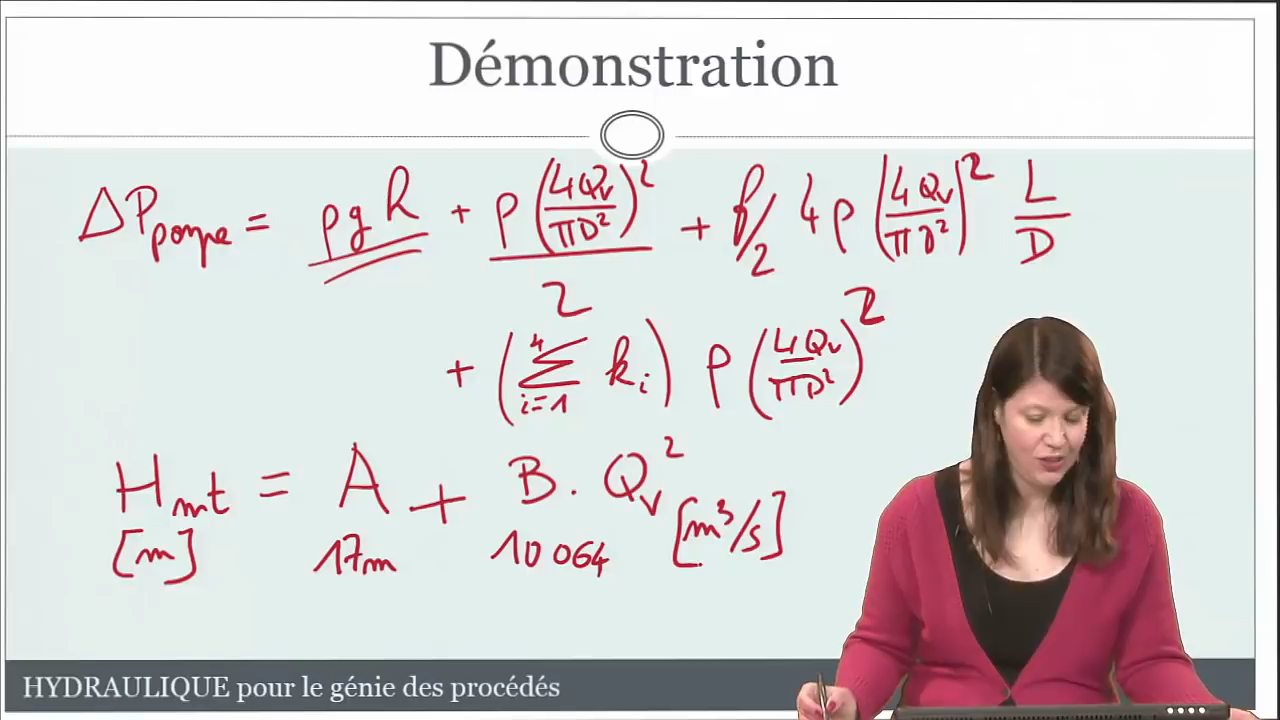 Démonstration
ΔP_pompe = ρgh + ρ(4Qv/πD²)²/2 + f/2 4ρ(4Qv/πD²)² L/D
+ (Σ_{i=1}^{4} k_i) ρ(4Qv/πD²)²
H_mt = A + B . Qv² [m³/s]
[m] 17m 10 064
HYDRAULIQUE pour le génie des procédés